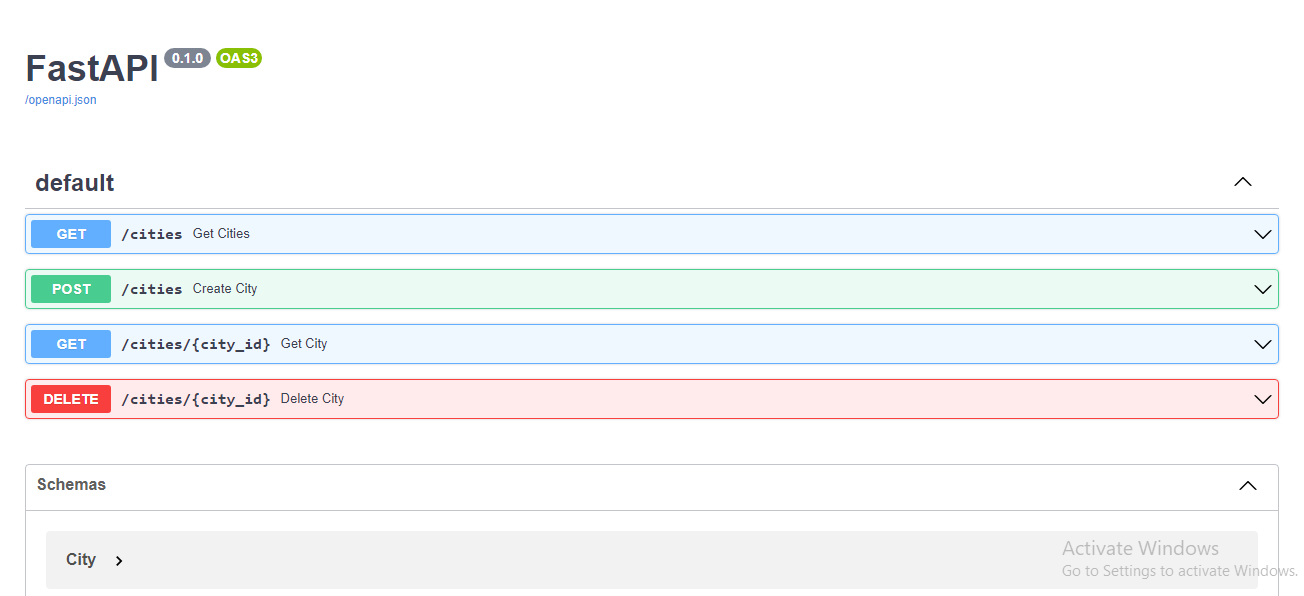 FastAPI 0.1.0 OAS3
/openapi.json
default
GET /cities Get Cities
POST /cities Create City
GET /cities/{city_id} Get City
DELETE /cities/{city_id} Delete City
Schemas
City
Activate Windows
Go to Settings to activate Windows.